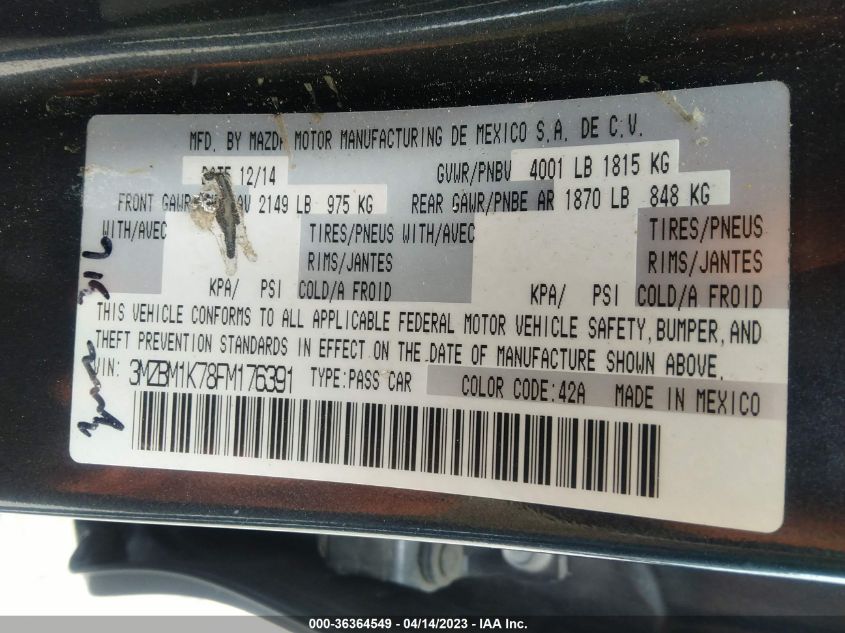 MFD. BY MAZDA MOTOR MANUFACTURING DE MEXICO S.A. DE C.V.
DATE 12/14 GVWR/PNBV 4001 LB 1815 KG
FRONT GAWR AV 2149 LB 975 KG REAR GAWR/PNBE AR 1870 LB 848 KG
WITH/AVEC TIRES/PNEUS WITH/AVEC TIRES/PNEUS
RIMS/JANTES RIMS/JANTES
KPA/ PSI COLD/A FROID KPA/ PSI COLD/A FROID
THIS VEHICLE CONFORMS TO ALL APPLICABLE FEDERAL MOTOR VEHICLE SAFETY, BUMPER, AND
THEFT PREVENTION STANDARDS IN EFFECT ON THE DATE OF MANUFACTURE SHOWN ABOVE.
VIN: 3MZBM1K78FM176391 TYPE:PASS CAR COLOR CODE:42A MADE IN MEXICO
000-36364549 - 04/14/2023 - IAA Inc.